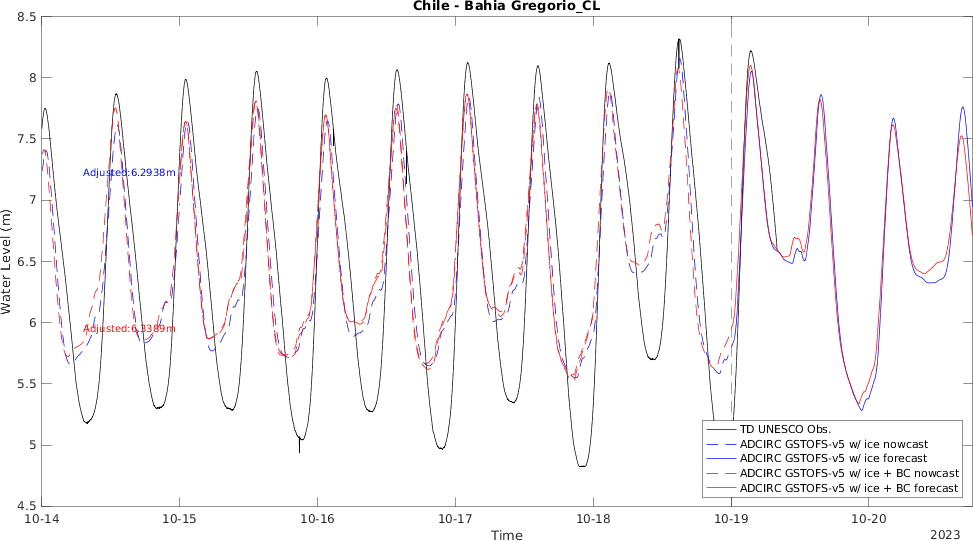 Chile - Bahia Gregorio_CL
8.5
8
7.5
7
6.5
6
5.5
5
4.5
Water Level (m)
Adjusted:6.2938m
Adjusted:6.3389m
TD UNESCO Obs.
ADCIRC GSTOFS-v5 w/ ice nowcast
ADCIRC GSTOFS-v5 w/ ice forecast
ADCIRC GSTOFS-v5 w/ ice + BC nowcast
ADCIRC GSTOFS-v5 w/ ice + BC forecast
10-14 10-15 10-16 10-17 10-18 10-19 10-20
Time
2023